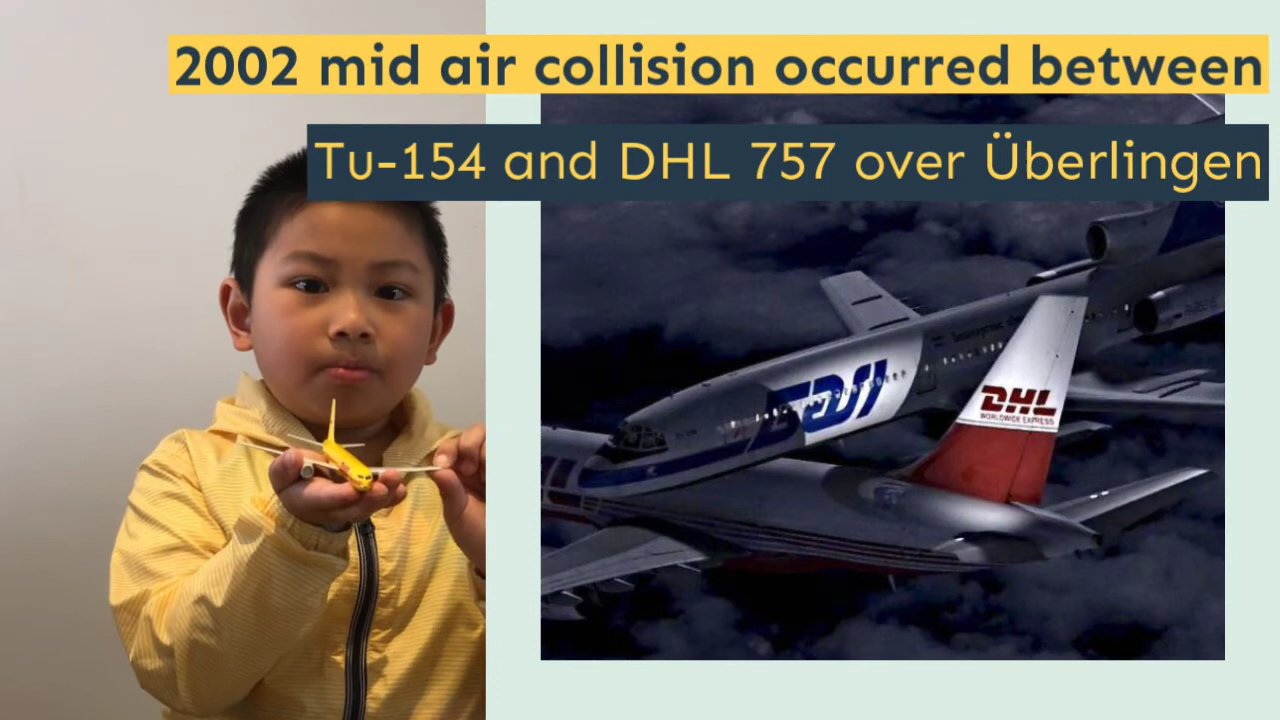 2002 mid air collision occurred between
Tu-154 and DHL 757 over Überlingen
DHL
WORLDWIDE EXPRESS